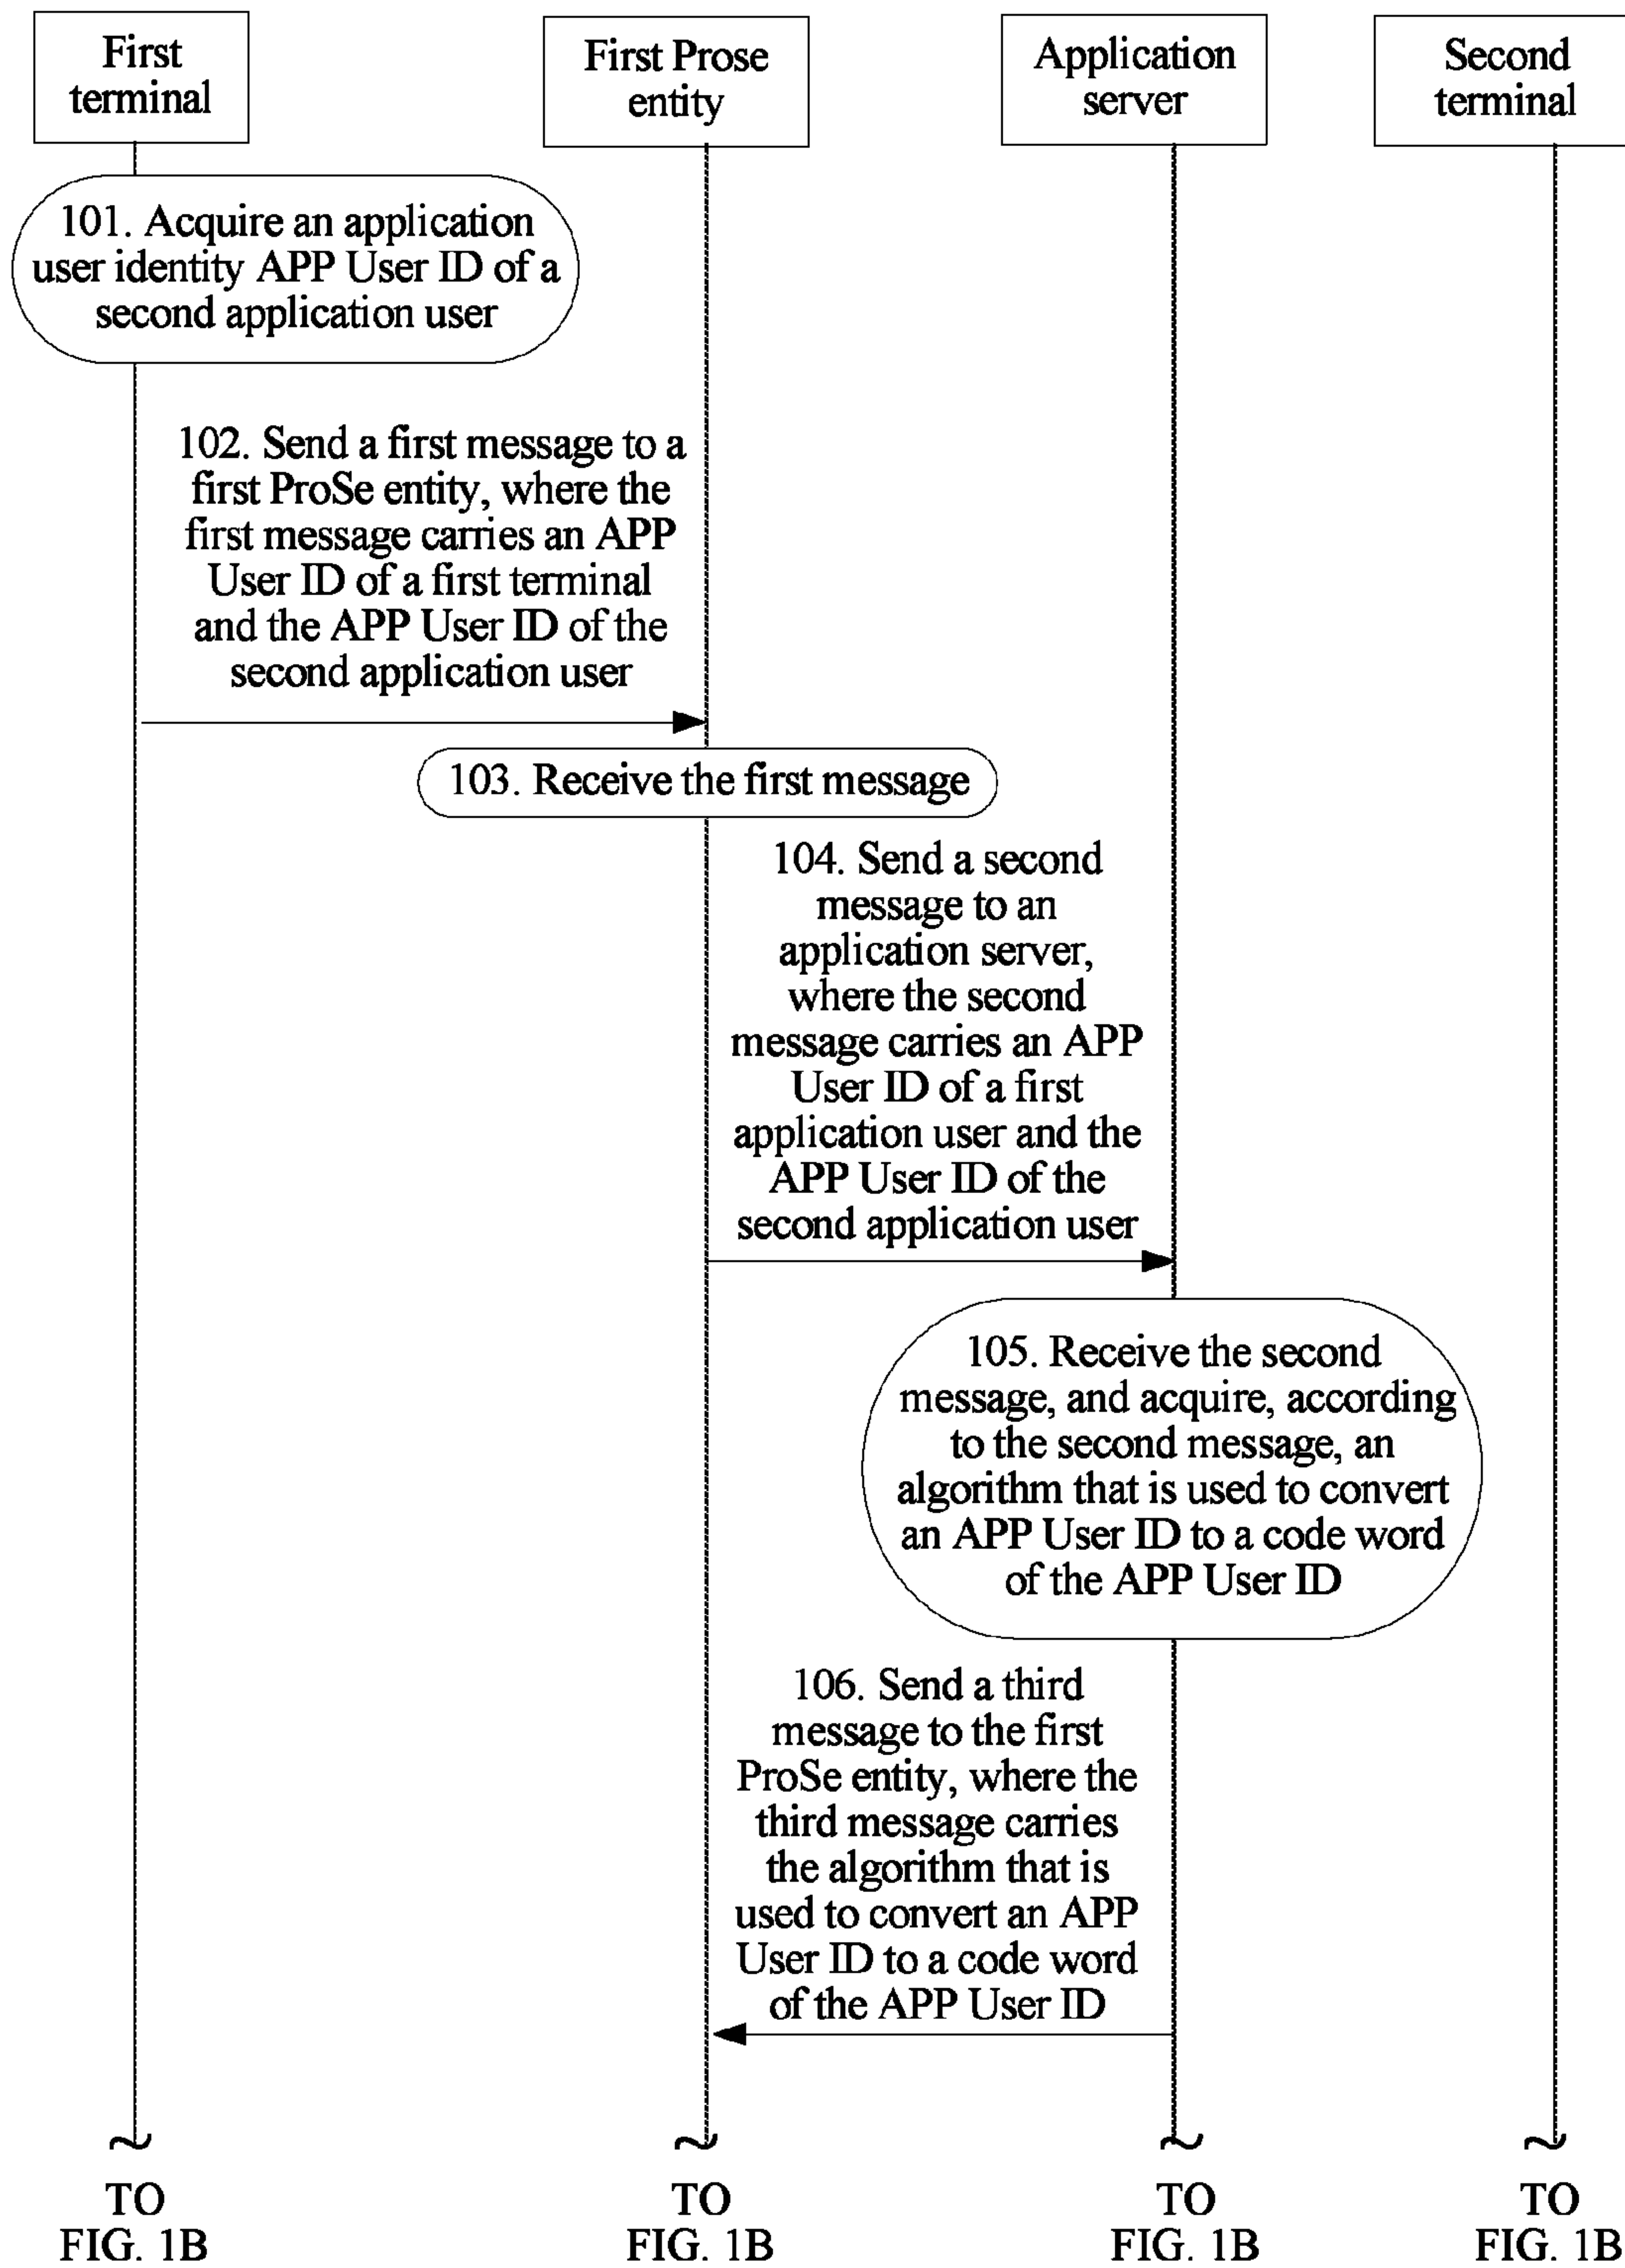 First
terminal
First Prose
entity
Application
server
Second
terminal
101. Acquire an application
user identity APP User ID of a
second application user
102. Send a first message to a
first ProSe entity, where the
first message carries an APP
User ID of a first terminal
and the APP User ID of the
second application user
103. Receive the first message
104. Send a second
message to an
application server,
where the second
message carries an APP
User ID of a first
application user and the
APP User ID of the
second application user
105. Receive the second
message, and acquire, according
to the second message, an
algorithm that is used to convert
an APP User ID to a code word
of the APP User ID
106. Send a third
message to the first
ProSe entity, where the
third message carries
the algorithm that is
used to convert an APP
User ID to a code word
of the APP User ID
TO
FIG. 1B
TO
FIG. 1B
TO
FIG. 1B
TO
FIG. 1B